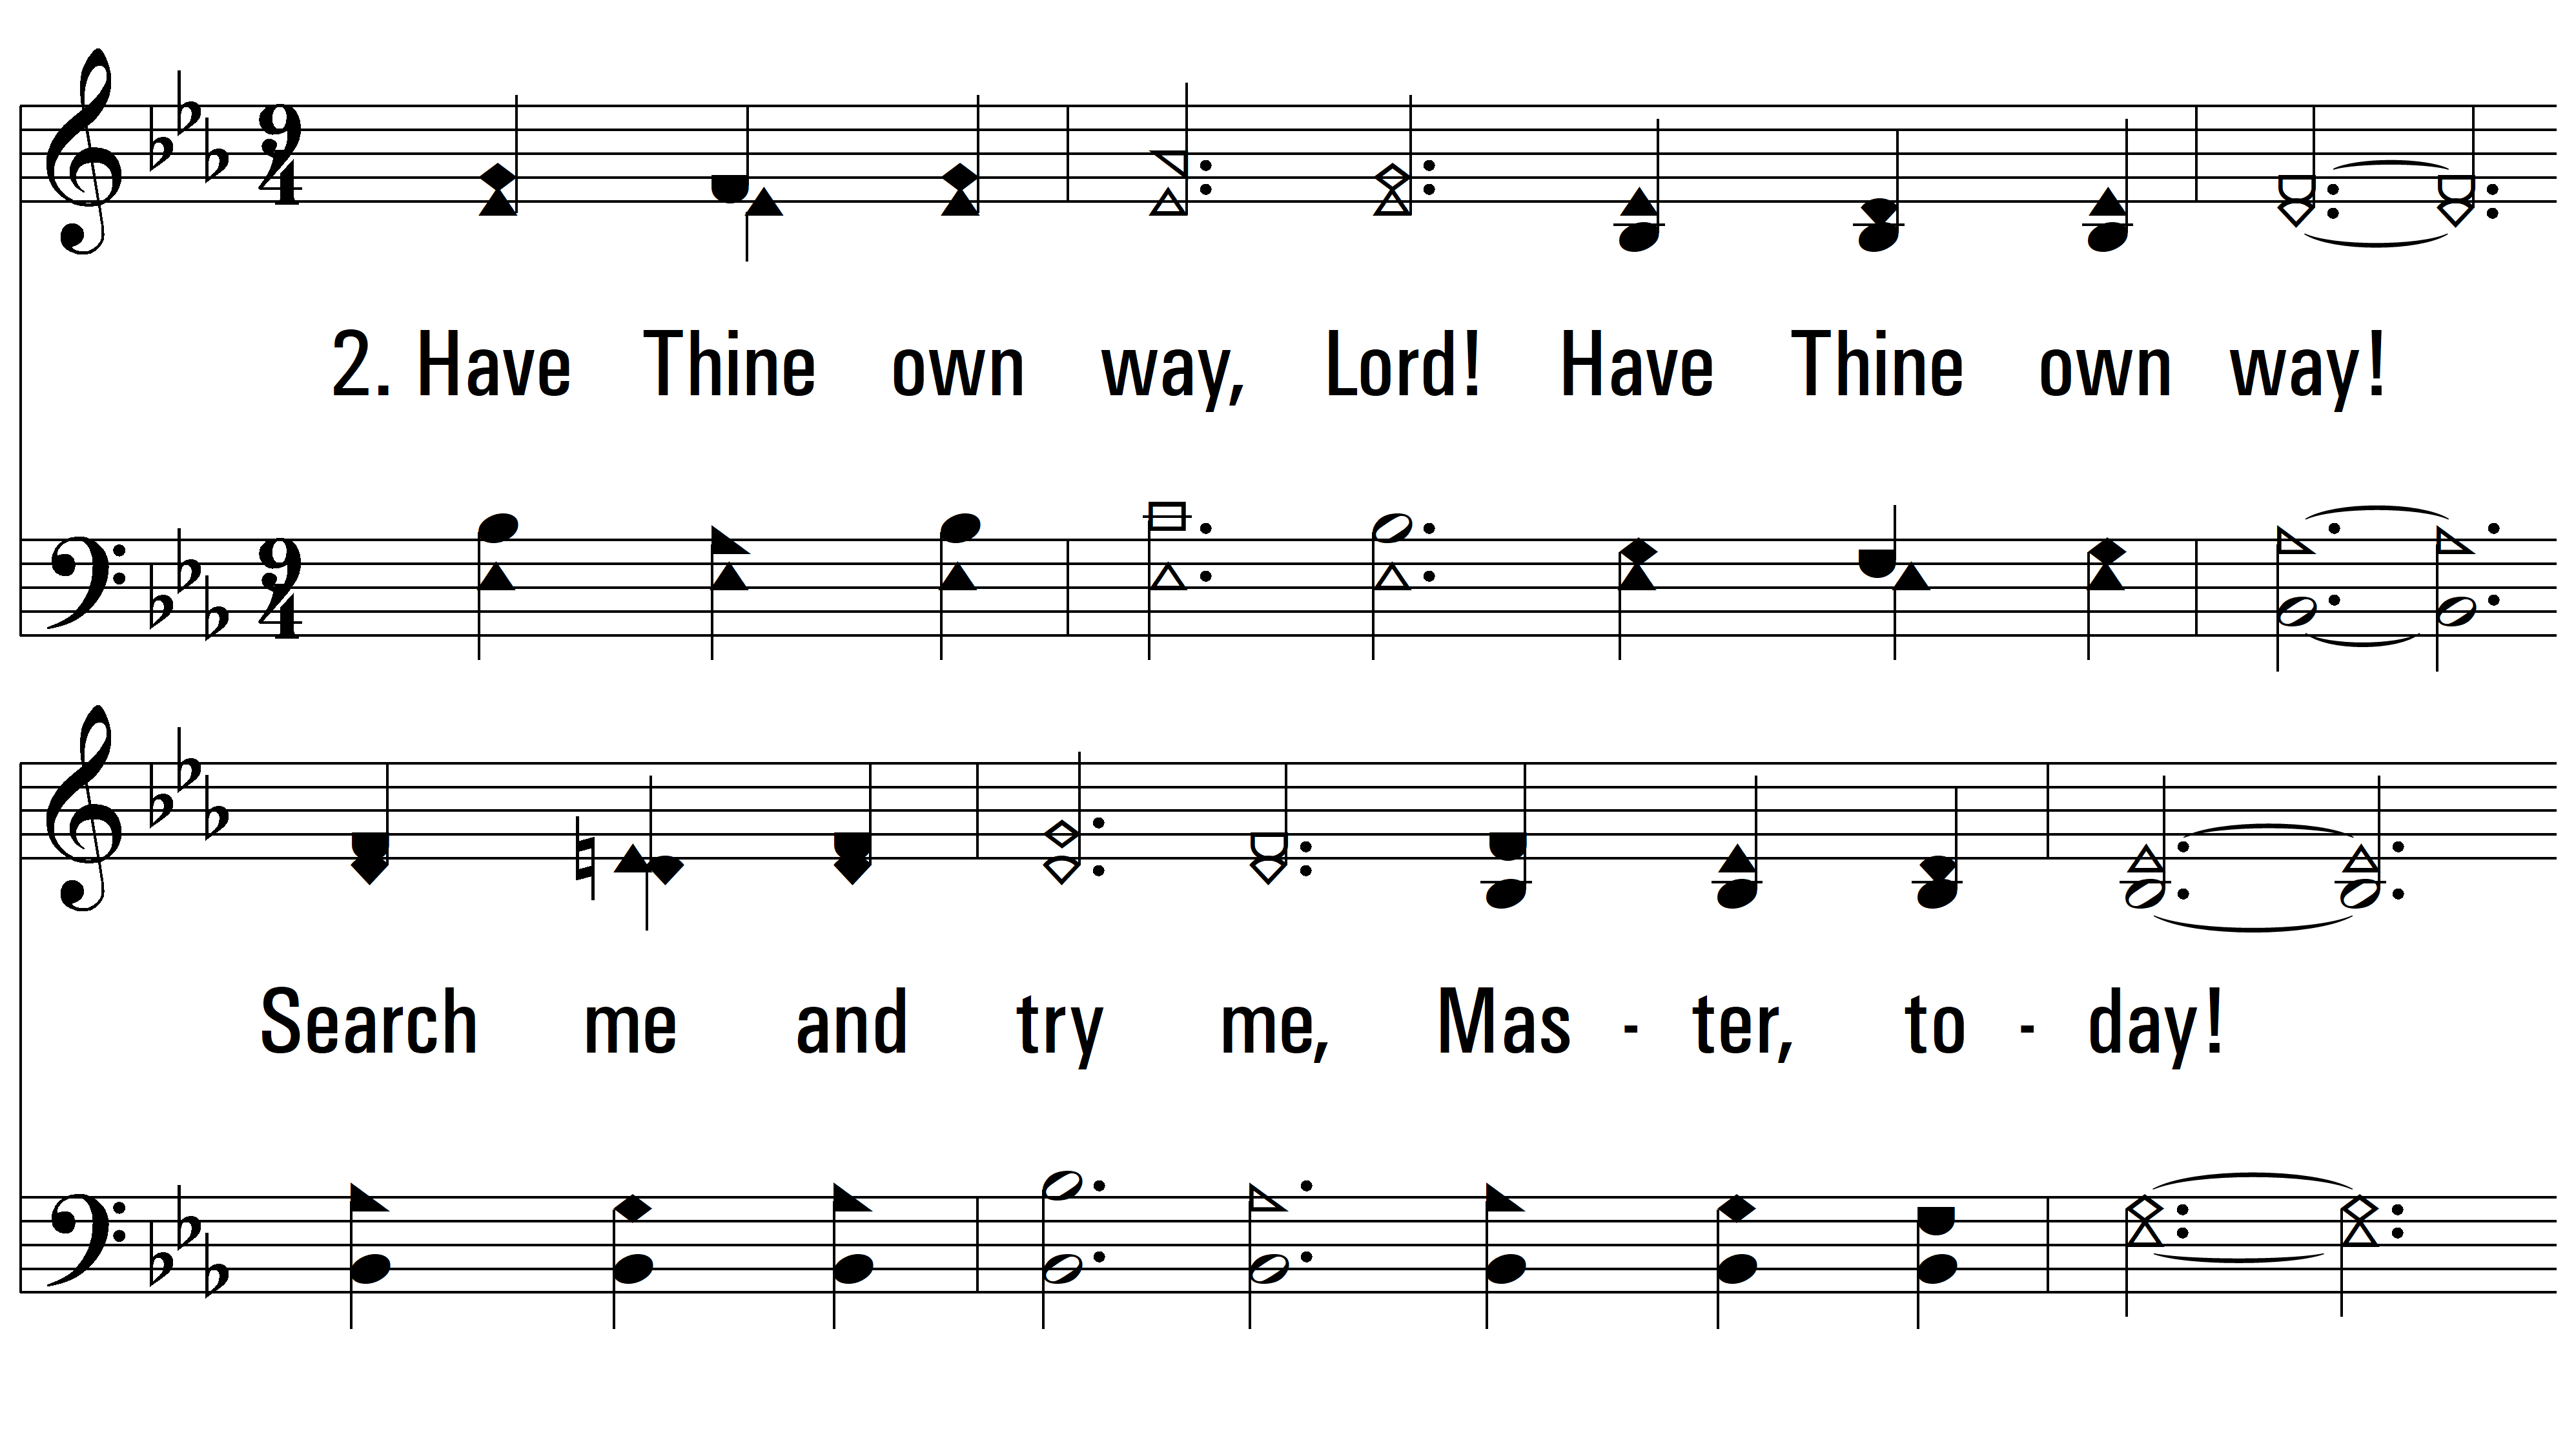 2. Have Thine own way, Lord! Have Thine own way!
Search me and try me, Mas - ter, to - day!